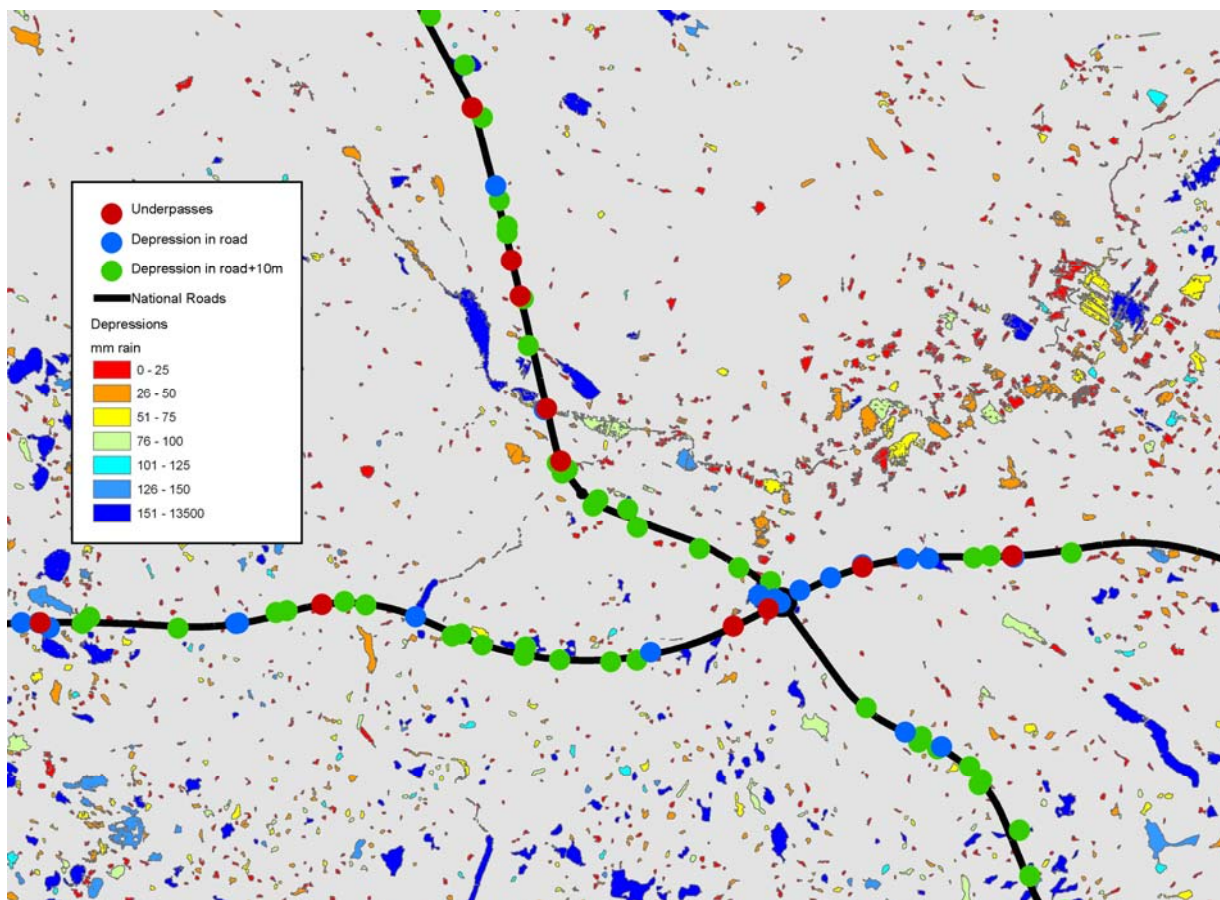 Underpasses
Depression in road
Depression in road+10m
National Roads
Depressions
mm rain
0 - 25
26 - 50
51 - 75
76 - 100
101 - 125
126 - 150
151 - 13500